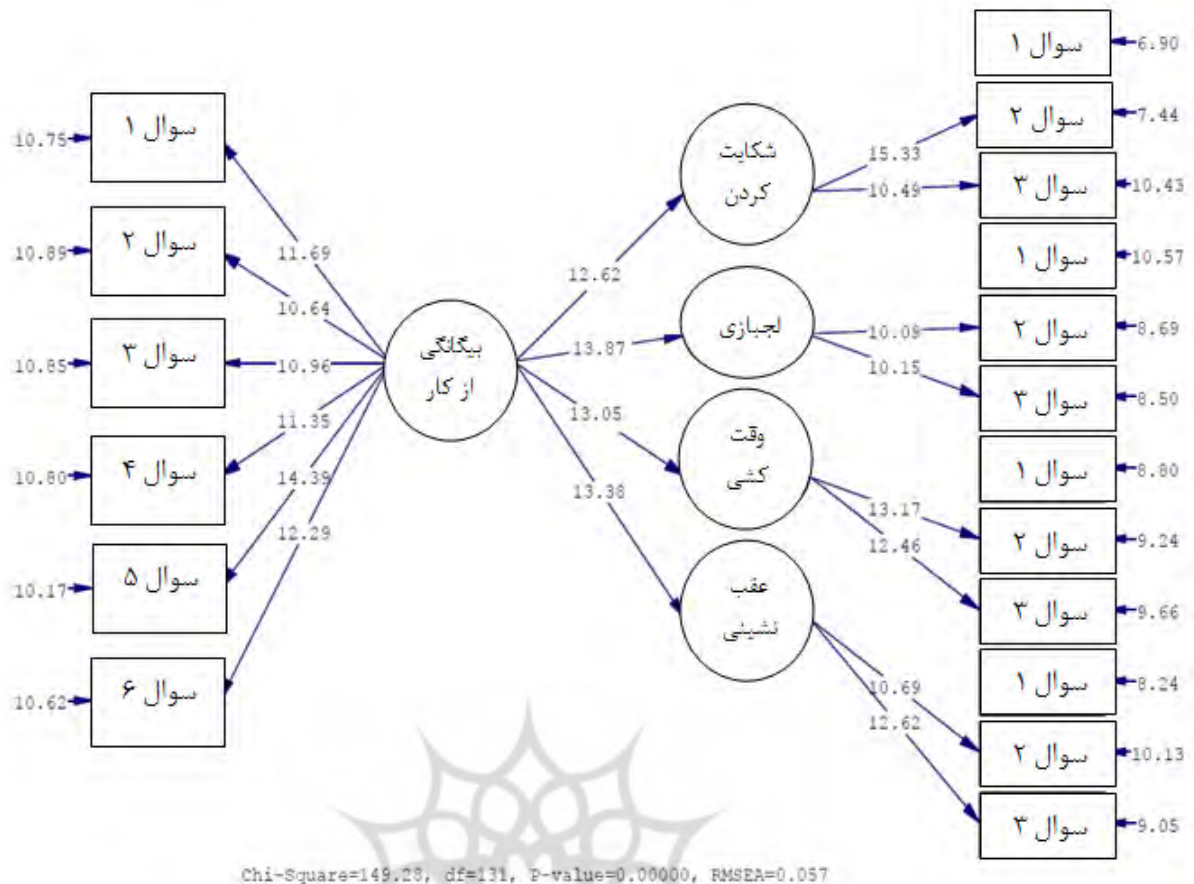 سوال ۱
6.90
10.75
سوال ۱
شکایت
کردن
15.33
سوال ۲
7.44
10.49
سوال ۳
10.43
10.89
سوال ۲
11.69
12.62
سوال ۱
10.57
10.64
لجبازی
10.09
سوال ۲
8.69
10.85
سوال ۳
10.96
بیگانگی
از کار
13.87
10.15
سوال ۳
8.50
11.35
13.05
وقت
کشی
سوال ۱
8.80
10.80
سوال ۴
14.39
13.38
13.17
سوال ۲
9.24
12.29
12.46
سوال ۳
9.66
10.17
سوال ۵
عقب
نشینی
سوال ۱
8.24
10.62
سوال ۶
10.69
سوال ۲
10.13
12.62
سوال ۳
9.05
Chi-Square=149.28, df=131, P-value=0.00000, RMSEA=0.057